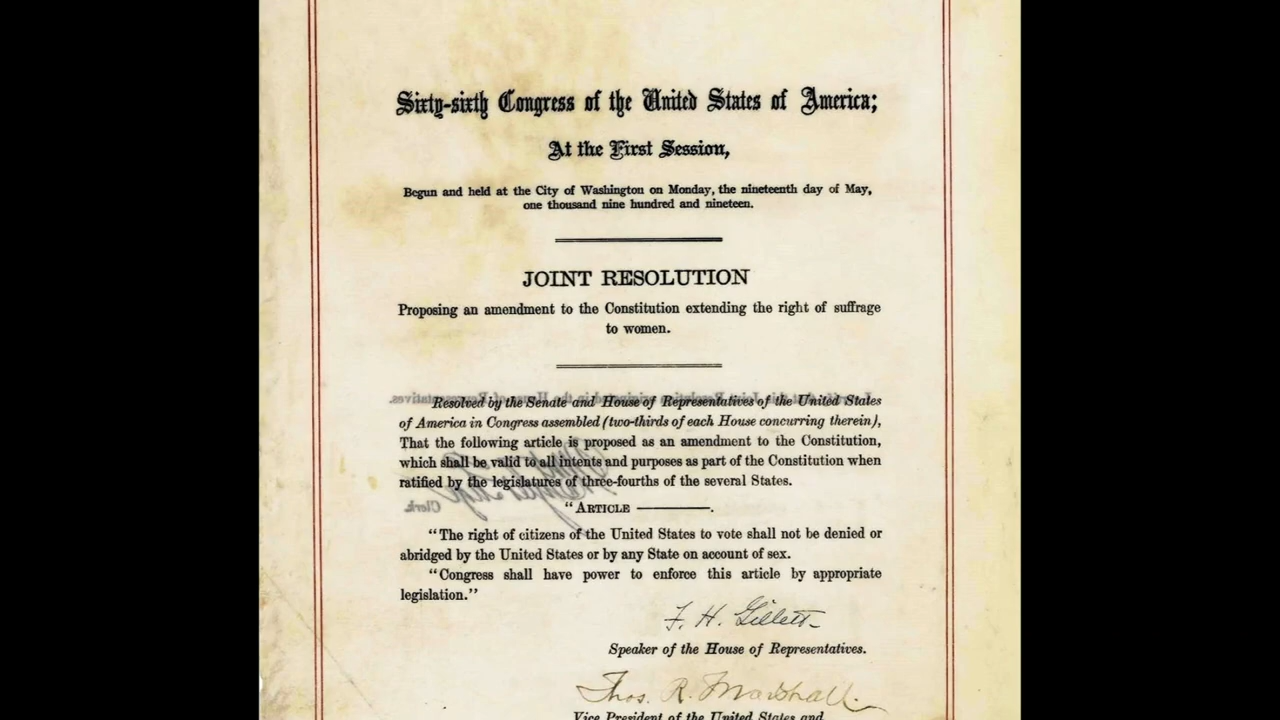 Sixty-sixth Congress of the United States of America;
At the First Session,
Begun and held at the City of Washington on Monday, the nineteenth day of May,
one thousand nine hundred and nineteen.
JOINT RESOLUTION
Proposing an amendment to the Constitution extending the right of suffrage
to women.
Resolved by the Senate and House of Representatives of the United States
of America in Congress assembled (two-thirds of each House concurring therein),
That the following article is proposed as an amendment to the Constitution,
which shall be valid to all intents and purposes as part of the Constitution when
ratified by the legislatures of three-fourths of the several States.
"ARTICLE ———.
"The right of citizens of the United States to vote shall not be denied or
abridged by the United States or by any State on account of sex.
"Congress shall have power to enforce this article by appropriate
legislation."
F. H. Gillett
Speaker of the House of Representatives.
Thos. R. Marshall
Vice President of the United States and